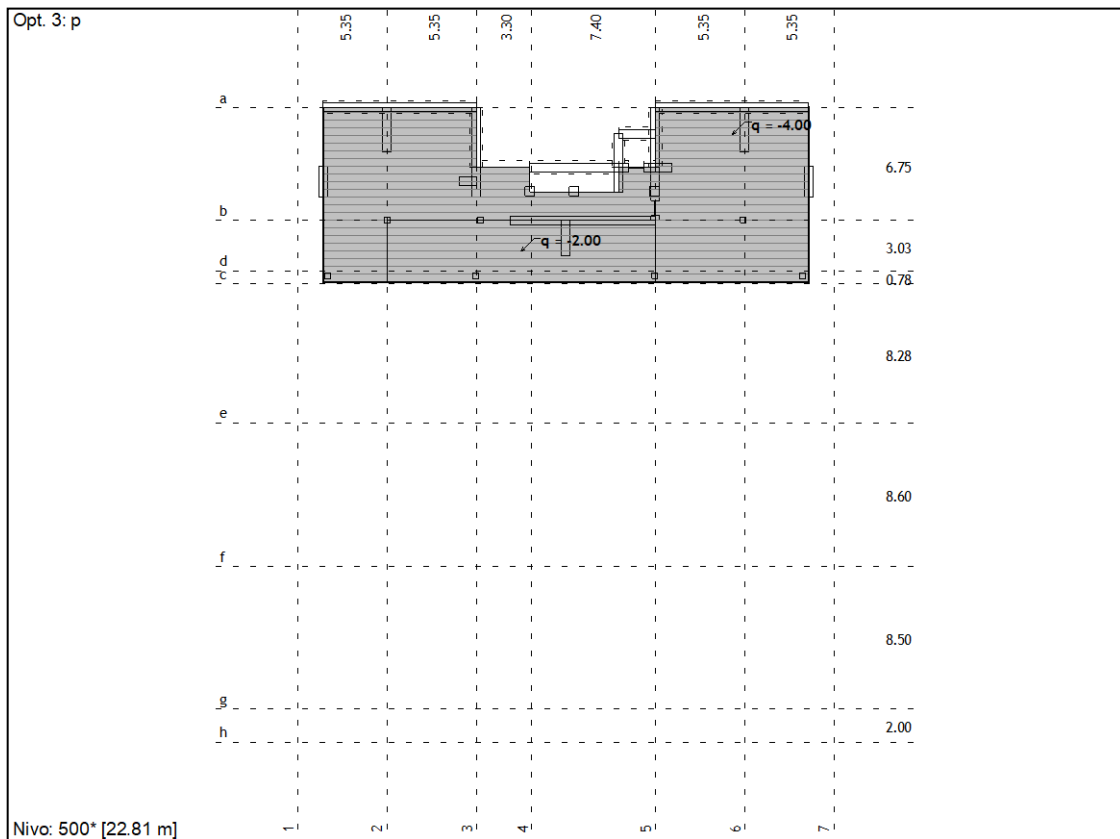 Opt. 3: p
5.35
5.35
3.30
7.40
5.35
5.35
a
q = -4.00
6.75
b
q = -2.00
3.03
d
c
0.78
8.28
e
8.60
f
8.50
g
2.00
h
1
2
3
4
5
6
7
Nivo: 500* [22.81 m]